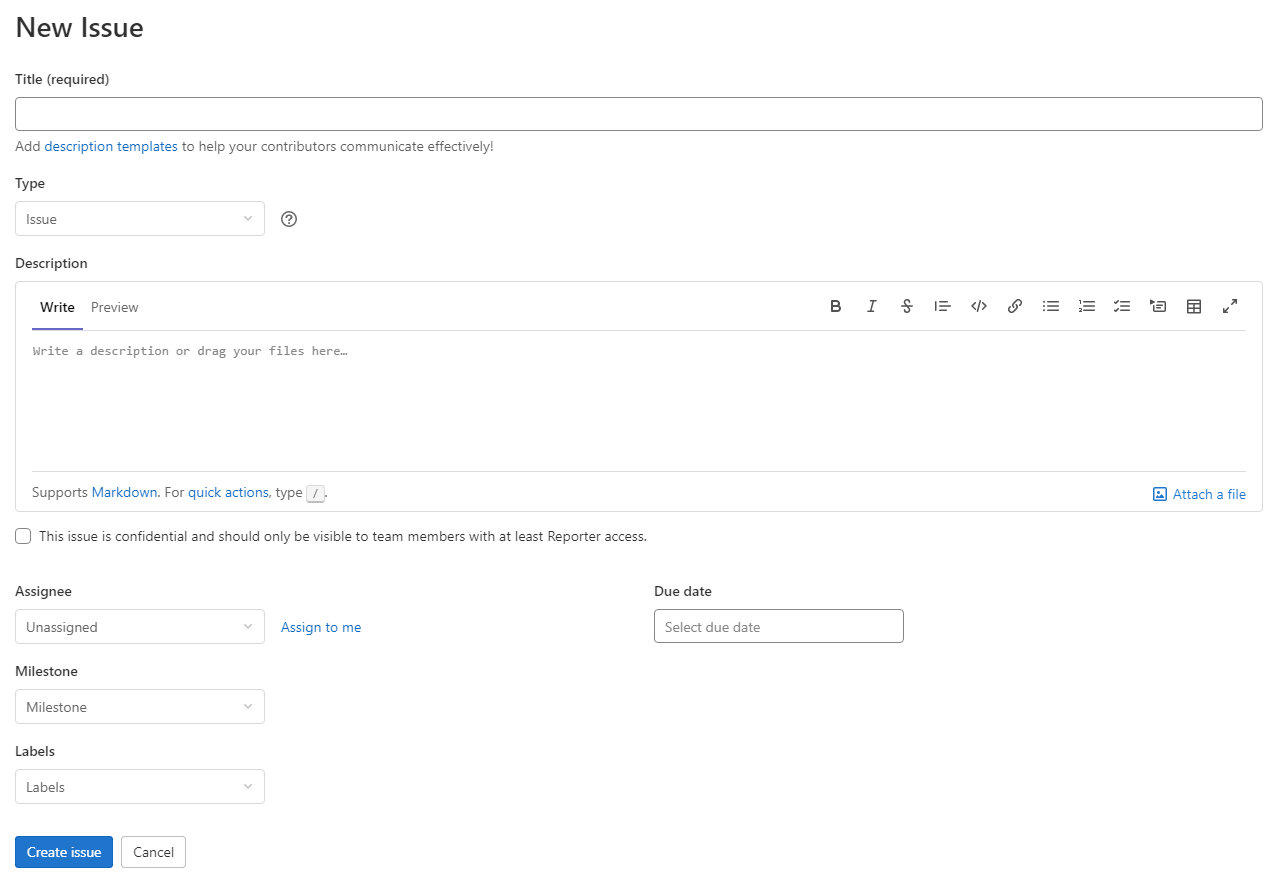 New Issue
Title (required)
Add description templates to help your contributors communicate effectively!
Type
Issue
Description
Write Preview
Write a description or drag your files here…
Supports Markdown. For quick actions, type /.
Attach a file
This issue is confidential and should only be visible to team members with at least Reporter access.
Assignee
Unassigned
Assign to me
Due date
Select due date
Milestone
Milestone
Labels
Labels
Create issue
Cancel